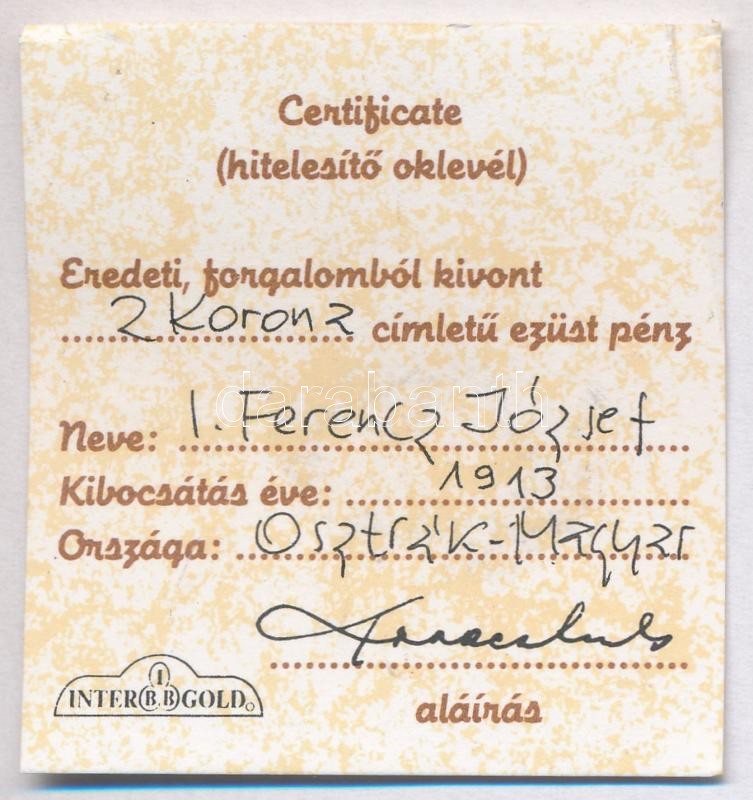 Certificate
(hitelesítő oklevél)
Eredeti, forgalomból kivont
2 Korona címletű ezüst pénz
darabanth
Neve: I. Ferencz József
Kibocsátás éve: 1913
Országa: Osztrák-Magyar
INTER I B.B GOLD
aláírás